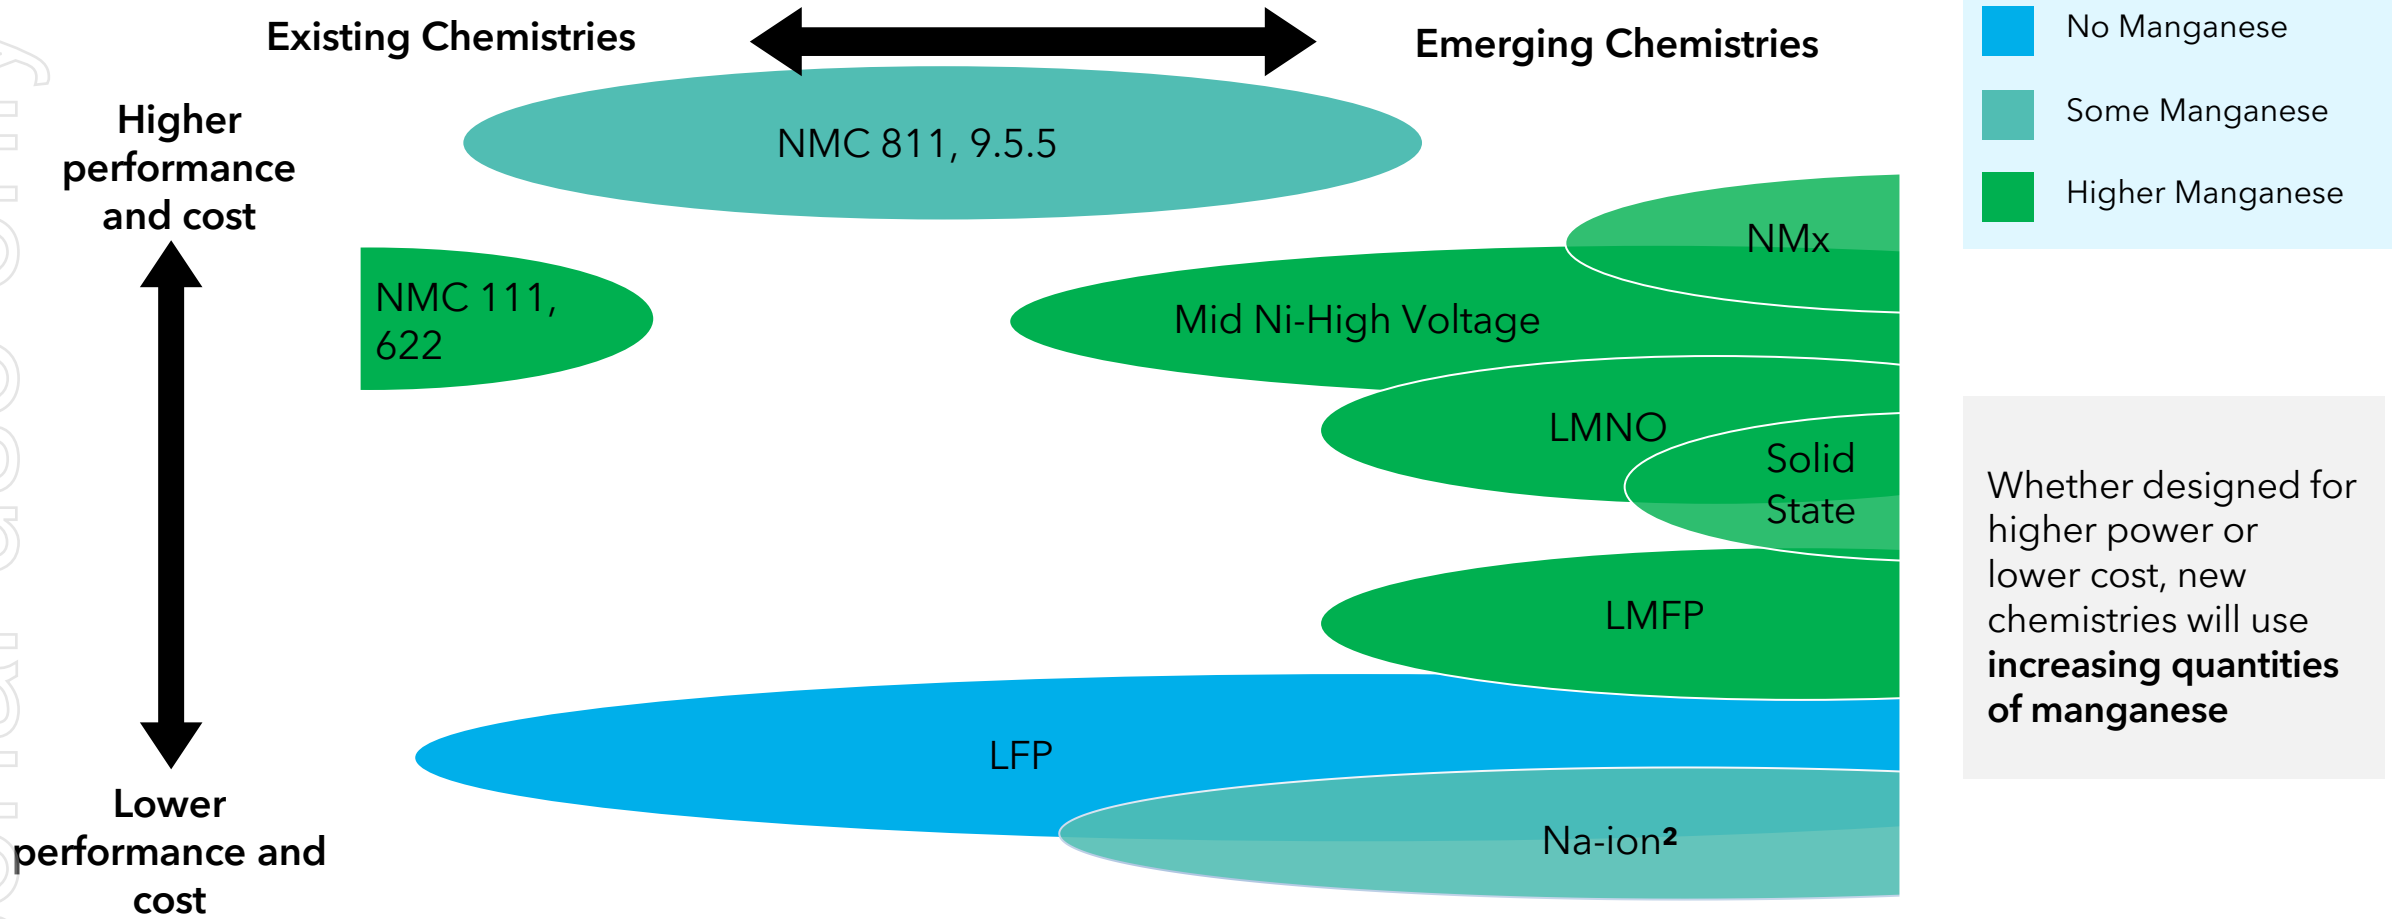 Existing Chemistries
Emerging Chemistries
No Manganese
Some Manganese
Higher Manganese
Higher
performance
and cost
NMC 811, 9.5.5
NMx
NMC 111,
622
Mid Ni-High Voltage
LMNO
Solid
State
LMFP
LFP
Na-ion²
Lower
performance and
cost
Whether designed for
higher power or
lower cost, new
chemistries will use
increasing quantities
of manganese